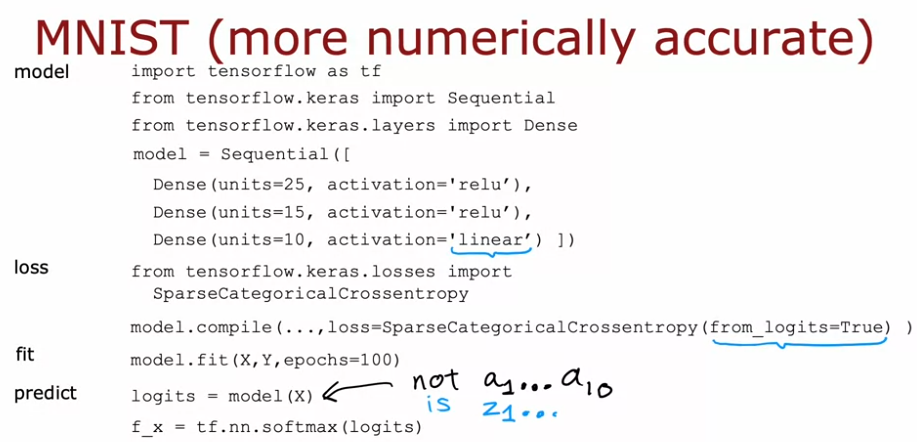 MNIST (more numerically accurate)
model
import tensorflow as tf
from tensorflow.keras import Sequential
from tensorflow.keras.layers import Dense
model = Sequential([
Dense(units=25, activation='relu’),
Dense(units=15, activation='relu’),
Dense(units=10, activation='linear’) ])
loss
from tensorflow.keras.losses import
SparseCategoricalCrossentropy
model.compile(...,loss=SparseCategoricalCrossentropy(from_logits=True) )
fit
model.fit(X,Y,epochs=100)
predict
logits = model(X)
not a1...a10
is z1...
f_x = tf.nn.softmax(logits)